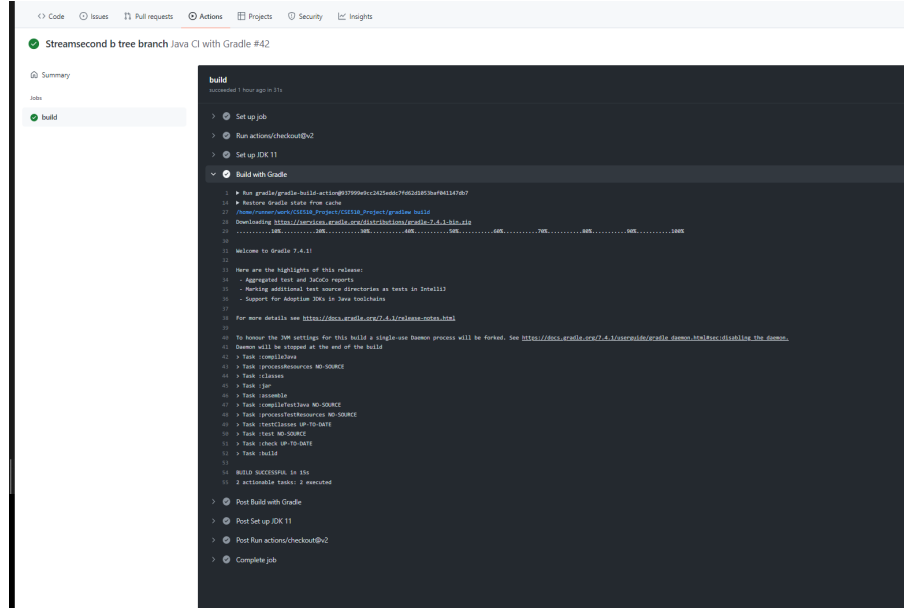 Code Issues Pull requests Actions Projects Security Insights
Streamsecond b tree branch Java CI with Gradle #42
Summary
Jobs
build
build
succeeded 1 hour ago in 31s
Set up job
Run actions/checkout@v2
Set up JDK 11
Build with Gradle
1 Run gradle/gradle-build-action@937999e9cc2425eddc7fd62d1053baf041147db7
14 Restore Gradle state from cache
27 /home/runner/work/CSE510_Project/CSE510_Project/gradlew build
28 Downloading https://services.gradle.org/distributions/gradle-7.4.1-bin.zip
29 ...........10%...........20%...........30%...........40%...........50%...........60%...........70%...........80%...........90%...........100%
30
31 Welcome to Gradle 7.4.1!
32
33 Here are the highlights of this release:
34 - Aggregated test and JaCoCo reports
35 - Marking additional test source directories as tests in IntelliJ
36 - Support for Adoptium JDKs in Java toolchains
37
38 For more details see https://docs.gradle.org/7.4.1/release-notes.html
39
40 To honour the JVM settings for this build a single-use Daemon process will be forked. See https://docs.gradle.org/7.4.1/userguide/gradle_daemon.html#sec:disabling_the_daemon.
41 Daemon will be stopped at the end of the build
42 > Task :compileJava
43 > Task :processResources NO-SOURCE
44 > Task :classes
45 > Task :jar
46 > Task :assemble
47 > Task :compileTestJava NO-SOURCE
48 > Task :processTestResources NO-SOURCE
49 > Task :testClasses UP-TO-DATE
50 > Task :test NO-SOURCE
51 > Task :check UP-TO-DATE
52 > Task :build
53
54 BUILD SUCCESSFUL in 15s
55 2 actionable tasks: 2 executed
Post Build with Gradle
Post Set up JDK 11
Post Run actions/checkout@v2
Complete job